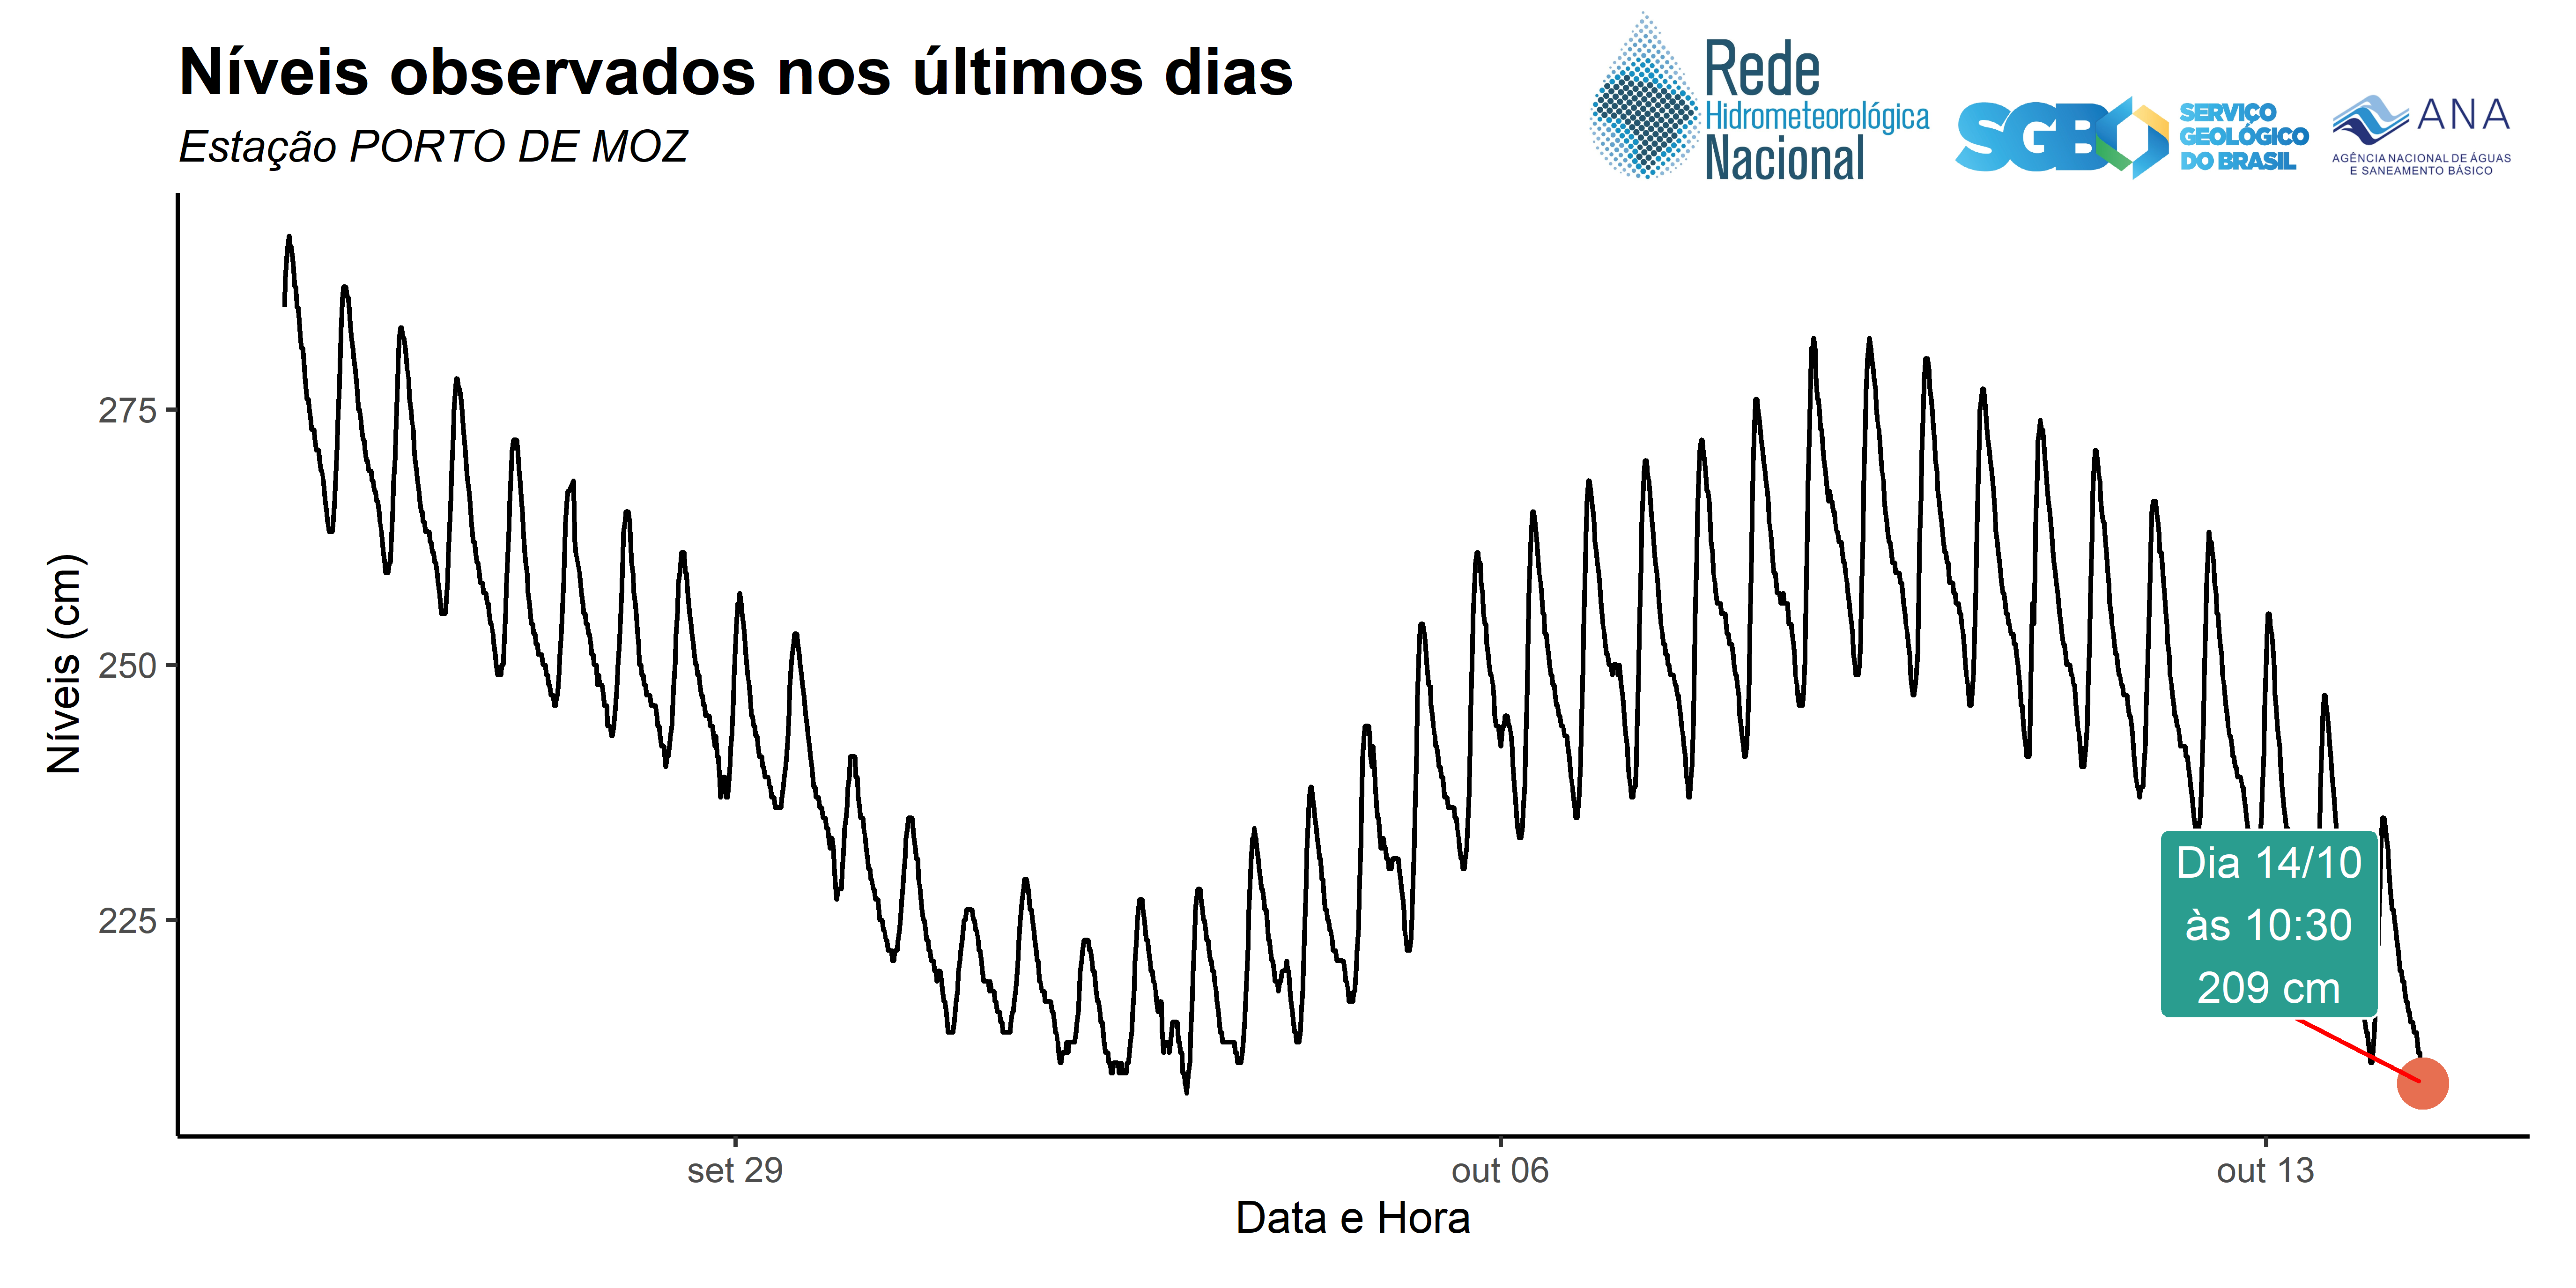 Níveis observados nos últimos dias
Estação PORTO DE MOZ
Rede
Hidrometeorológica
Nacional
SGB
SERVIÇO
GEOLÓGICO
DO BRASIL
ANA
AGÊNCIA NACIONAL DE ÁGUAS
E SANEAMENTO BÁSICO
Níveis (cm)
275
250
225
Dia 14/10
às 10:30
209 cm
set 29
out 06
out 13
Data e Hora